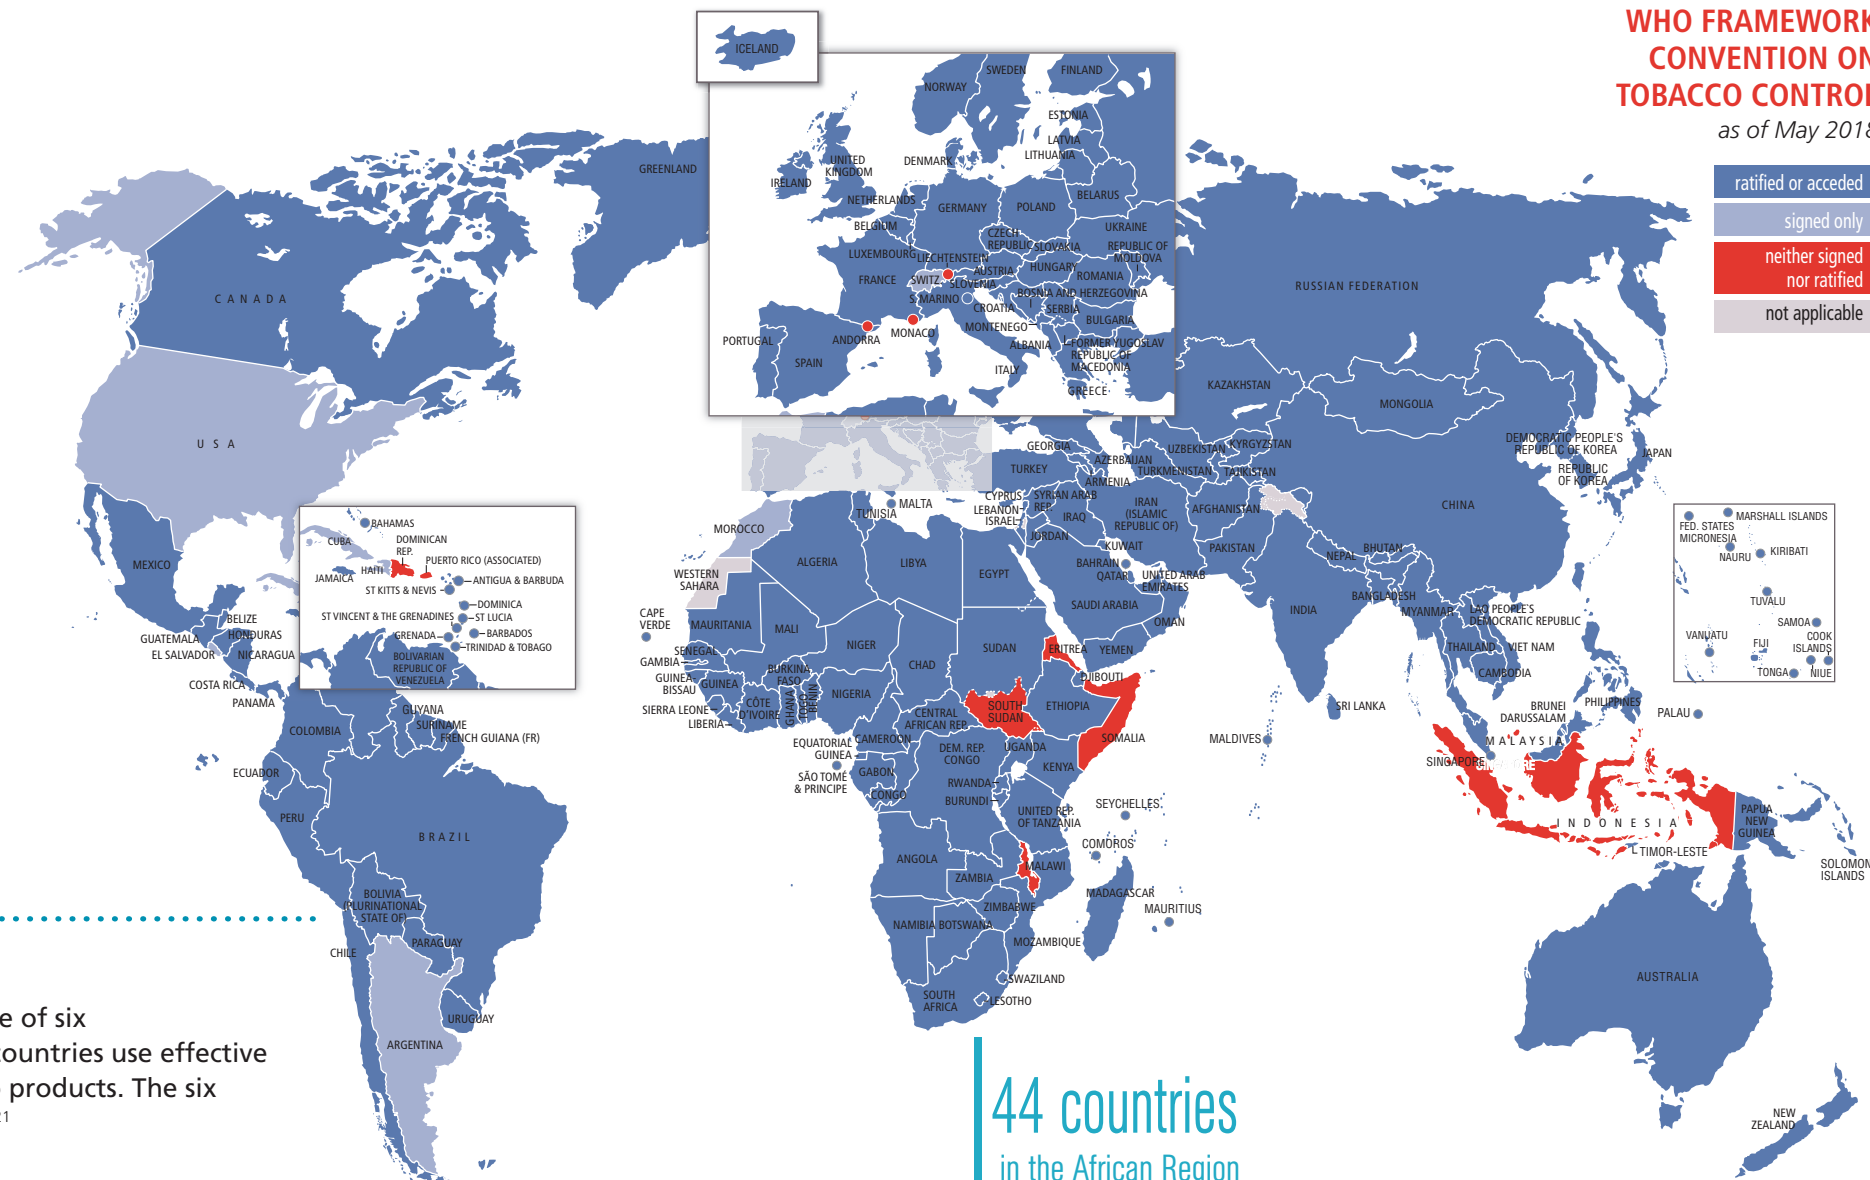 WHO FRAMEWORK
CONVENTION ON
TOBACCO CONTROL
as of May 2018
ratified or acceded
signed only
neither signed
nor ratified
not applicable
ICELAND
NORWAY
SWEDEN
FINLAND
ESTONIA
LATVIA
LITHUANIA
DENMARK
UNITED
KINGDOM
IRELAND
NETHERLANDS
BELARUS
GERMANY
POLAND
BELGIUM
UKRAINE
CZECH
REPUBLIC
SLOVAKIA
REPUBLIC OF
MOLDOVA
LUXEMBOURG
LIECHTENSTEIN
AUSTRIA
HUNGARY
ROMANIA
FRANCE
SWITZ.
SLOVENIA
S. MARINO
BOSNIA AND HERZEGOVINA
CROATIA
SERBIA
BULGARIA
MONTENEGO
ANDORRA
MONACO
PORTUGAL
ALBANIA
FORMER YUGOSLAV
REPUBLIC OF
MACEDONIA
SPAIN
ITALY
GREECE
GREENLAND
CANADA
USA
MEXICO
BAHAMAS
CUBA
DOMINICAN
REP.
PUERTO RICO (ASSOCIATED)
HAITI
JAMAICA
ANTIGUA & BARBUDA
ST KITTS & NEVIS
DOMINICA
ST VINCENT & THE GRENADINES
ST LUCIA
GRENADA
BARBADOS
TRINIDAD & TOBAGO
BOLIVARIAN
REPUBLIC OF
VENEZUELA
BELIZE
GUATEMALA
HONDURAS
EL SALVADOR
NICARAGUA
COSTA RICA
PANAMA
COLOMBIA
GUYANA
SURINAME
FRENCH GUIANA (FR)
ECUADOR
PERU
BRAZIL
BOLIVIA
(PLURINATIONAL
STATE OF)
PARAGUAY
CHILE
URUGUAY
ARGENTINA
RUSSIAN FEDERATION
KAZAKHSTAN
MONGOLIA
GEORGIA
AZERBAIJAN
UZBEKISTAN
KYRGYZSTAN
TURKEY
ARMENIA
TURKMENISTAN
TAJIKISTAN
DEMOCRATIC PEOPLE'S
REPUBLIC OF KOREA
REPUBLIC
OF KOREA
JAPAN
CHINA
MALTA
TUNISIA
CYPRUS
LEBANON
ISRAEL
SYRIAN ARAB
REP.
IRAQ
IRAN
(ISLAMIC
REPUBLIC OF)
AFGHANISTAN
JORDAN
KUWAIT
PAKISTAN
NEPAL
BHUTAN
MOROCCO
ALGERIA
LIBYA
EGYPT
BAHRAIN
QATAR
UNITED ARAB
EMIRATES
SAUDI ARABIA
OMAN
YEMEN
INDIA
BANGLADESH
MYANMAR
LAO PEOPLE'S
DEMOCRATIC REPUBLIC
THAILAND
VIET NAM
CAMBODIA
WESTERN
SAHARA
CAPE
VERDE
MAURITANIA
MALI
NIGER
CHAD
SUDAN
ERITREA
DJIBOUTI
SENEGAL
GAMBIA
GUINEA-
BISSAU
GUINEA
BURKINA
FASO
SIERRA LEONE
LIBERIA
CÔTE
D'IVOIRE
GHANA
TOGO
BENIN
NIGERIA
CENTRAL
AFRICAN REP.
SOUTH
SUDAN
ETHIOPIA
SOMALIA
CAMEROON
EQUATORIAL
GUINEA
SÃO TOMÉ
& PRINCIPE
GABON
CONGO
DEM. REP.
CONGO
UGANDA
KENYA
RWANDA
BURUNDI
UNITED REP.
OF TANZANIA
SEYCHELLES
COMOROS
ANGOLA
ZAMBIA
MALAWI
MADAGASCAR
MAURITIUS
ZIMBABWE
NAMIBIA
BOTSWANA
MOZAMBIQUE
SWAZILAND
LESOTHO
SOUTH
AFRICA
SRI LANKA
MALDIVES
BRUNEI
DARUSSALAM
PHILIPPINES
PALAU
MALAYSIA
SINGAPORE
SINGAPORE
INDONESIA
TIMOR-LESTE
PAPUA
NEW
GUINEA
SOLOMON
ISLANDS
AUSTRALIA
NEW
ZEALAND
MARSHALL ISLANDS
FED. STATES
MICRONESIA
NAURU
KIRIBATI
TUVALU
SAMOA
VANUATU
FIJI
COOK
ISLANDS
TONGA
NIUE
e of six
countries use effective
products. The six
21
44 countries
in the African Region